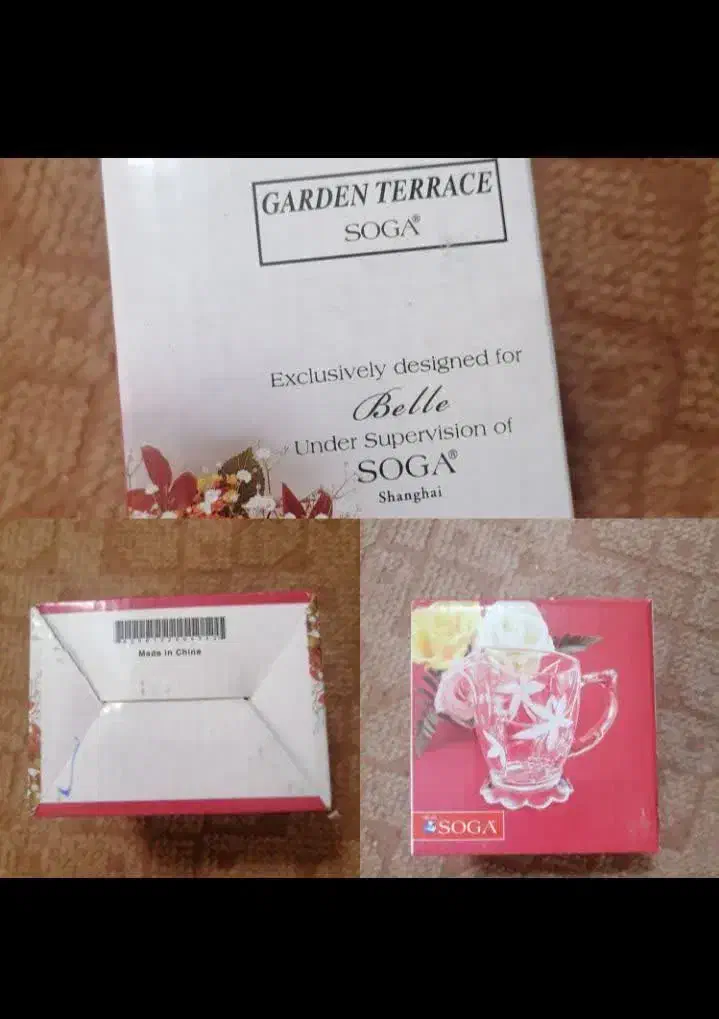 GARDEN TERRACE
SOGA®
Exclusively designed for
Belle
Under Supervision of
SOGA®
Shanghai
Made in China
SOGA